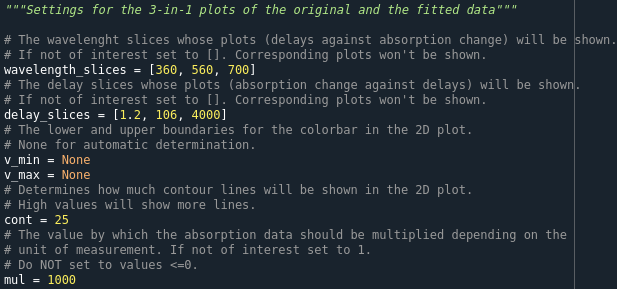 """Settings for the 3-in-1 plots of the original and the fitted data"""
# The wavelenght slices whose plots (delays against absorption change) will be shown.
# If not of interest set to []. Corresponding plots won't be shown.
wavelength_slices = [360, 560, 700]
# The delay slices whose plots (absorption change against delays) will be shown.
# If not of interest set to []. Corresponding plots won't be shown.
delay_slices = [1.2, 106, 4000]
# The lower and upper boundaries for the colorbar in the 2D plot.
# None for automatic determination.
v_min = None
v_max = None
# Determines how much contour lines will be shown in the 2D plot.
# High values will show more lines.
cont = 25
# The value by which the absorption data should be multiplied depending on the
# unit of measurement. If not of interest set to 1.
# Do NOT set to values <=0.
mul = 1000